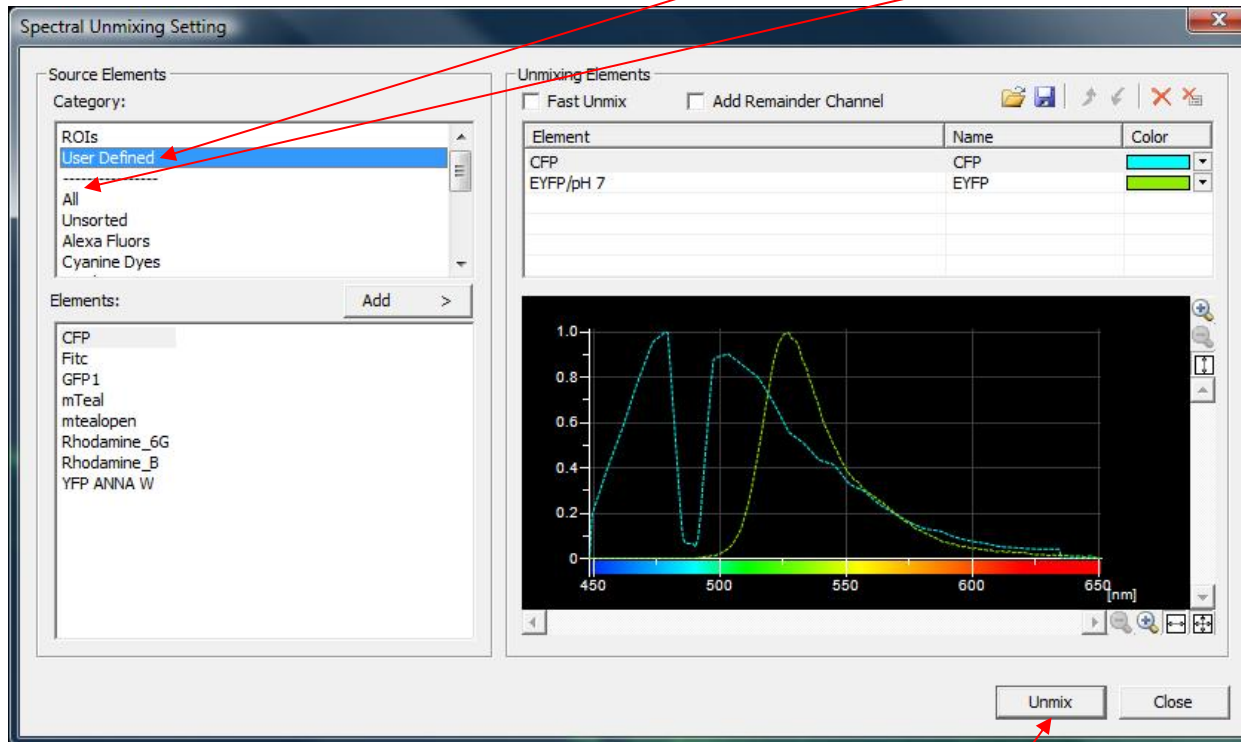 Spectral Unmixing Setting
Source Elements
Category:
ROIs
User Defined
----------------
All
Unsorted
Alexa Fluors
Cyanine Dyes
Elements:
Add >
CFP
Fitc
GFP1
mTeal
mtealopen
Rhodamine_6G
Rhodamine_B
YFP ANNA W
Unmixing Elements
Fast Unmix
Add Remainder Channel
Element Name Color
CFP CFP
EYFP/pH 7 EYFP
1.0
0.8
0.6
0.4
0.2
0
450 500 550 600 650
[nm]
Unmix
Close